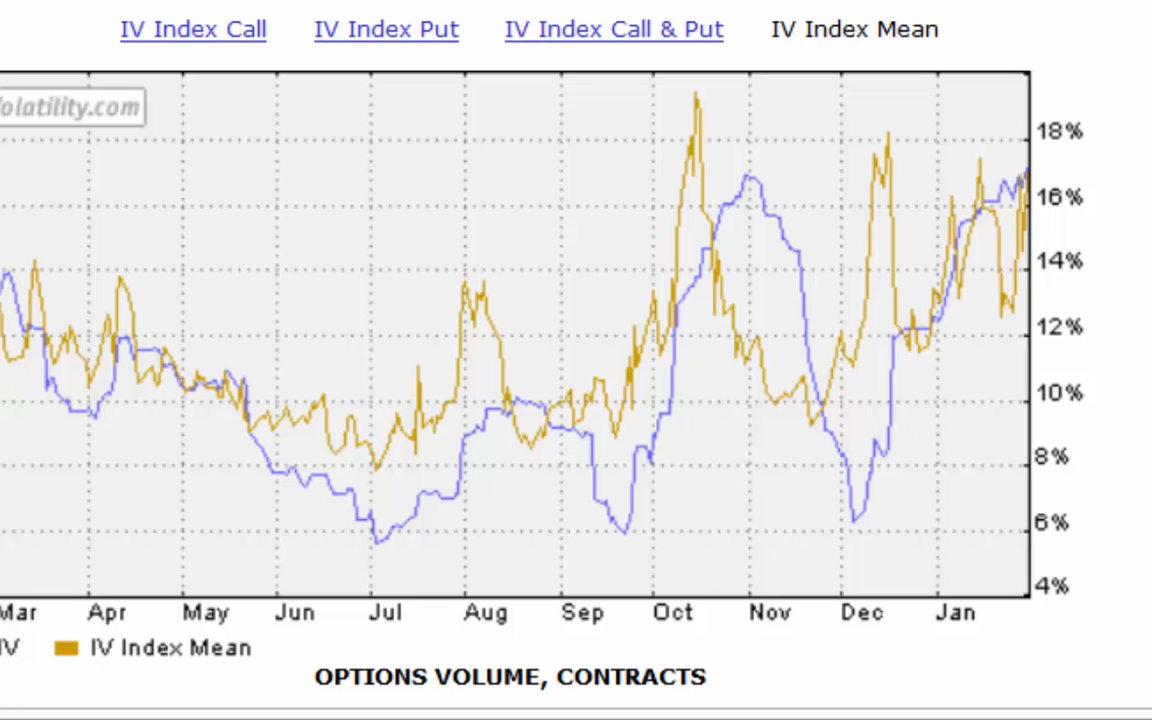 IV Index Call IV Index Put IV Index Call & Put IV Index Mean
olatility.com
18%
16%
14%
12%
10%
8%
6%
4%
Mar Apr May Jun Jul Aug Sep Oct Nov Dec Jan
IV IV Index Mean
OPTIONS VOLUME, CONTRACTS